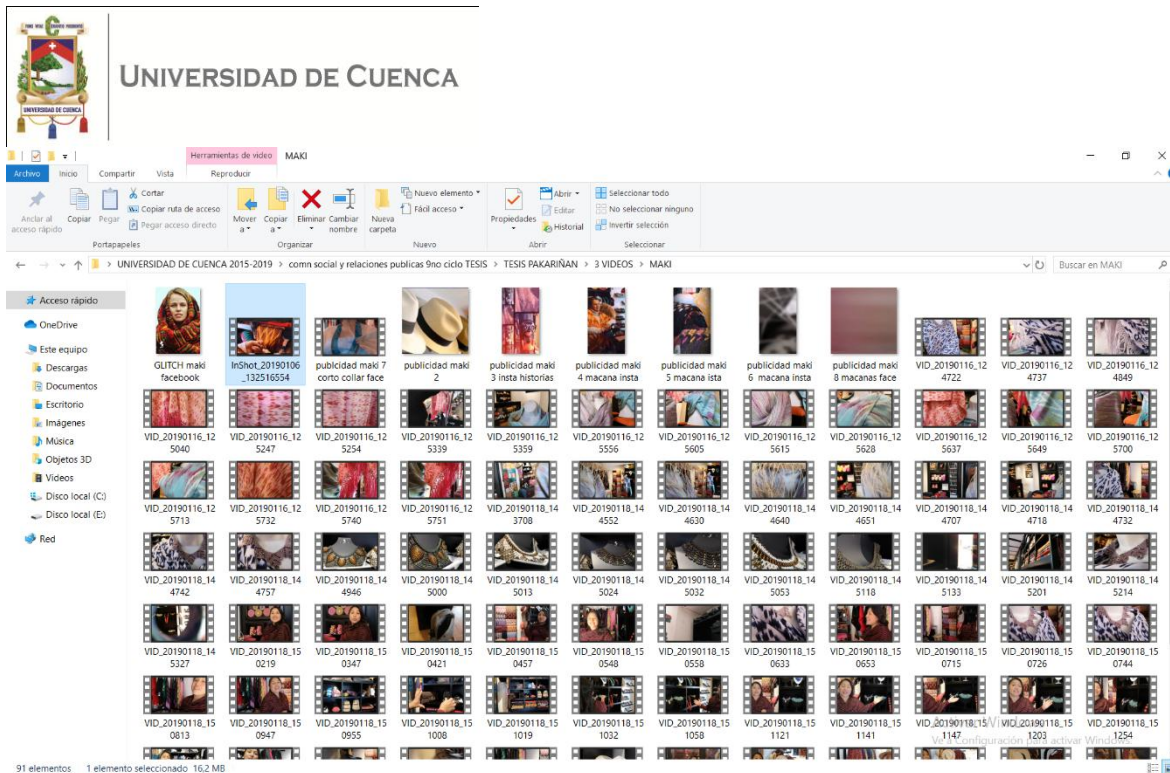 UNIVERSIDAD DE CUENCA
UNIVERSIDAD DE CUENCA
Herramientas de video MAKI
Archivo Inicio Compartir Vista Reproducir
Anclar al acceso rápido
Copiar
Pegar
Cortar
Copiar ruta de acceso
Pegar acceso directo
Mover a
Copiar a
Eliminar
Cambiar nombre
Nueva carpeta
Nuevo elemento
Fácil acceso
Propiedades
Abrir
Editar
Historial
Seleccionar todo
No seleccionar ninguno
Invertir selección
Portapapeles Organizar Nuevo Abrir Seleccionar
> UNIVERSIDAD DE CUENCA 2015-2019 > comn social y relaciones publicas 9no ciclo TESIS > TESIS PAKARIÑAN > 3 VIDEOS > MAKI
Buscar en MAKI
Acceso rápido
OneDrive
Este equipo
Descargas
Documentos
Escritorio
Imágenes
Música
Objetos 3D
Videos
Disco local (C:)
Disco local (E:)
Red
GLITCH maki facebook
InShot_20190106_132516554
publicidad maki 7 corto collar face
publicidad maki 2
publicidad maki 3 insta historias
publicidad maki 4 macana insta
publicidad maki 5 macana ista
publicidad maki 6 macana insta
publicidad maki 8 macanas face
VID_20190116_124722
VID_20190116_124737
VID_20190116_124849
VID_20190116_125040
VID_20190116_125247
VID_20190116_125254
VID_20190116_125339
VID_20190116_125359
VID_20190116_125556
VID_20190116_125605
VID_20190116_125615
VID_20190116_125628
VID_20190116_125637
VID_20190116_125649
VID_20190116_125700
VID_20190116_125713
VID_20190116_125732
VID_20190116_125740
VID_20190116_125751
VID_20190118_143708
VID_20190118_144552
VID_20190118_144630
VID_20190118_144640
VID_20190118_144651
VID_20190118_144707
VID_20190118_144718
VID_20190118_144732
VID_20190118_144742
VID_20190118_144757
VID_20190118_144946
VID_20190118_145000
VID_20190118_145013
VID_20190118_145024
VID_20190118_145032
VID_20190118_145053
VID_20190118_145118
VID_20190118_145133
VID_20190118_145201
VID_20190118_145214
VID_20190118_145327
VID_20190118_150219
VID_20190118_150347
VID_20190118_150421
VID_20190118_150457
VID_20190118_150548
VID_20190118_150558
VID_20190118_150633
VID_20190118_150653
VID_20190118_150715
VID_20190118_150726
VID_20190118_150744
VID_20190118_150813
VID_20190118_150947
VID_20190118_150955
VID_20190118_151008
VID_20190118_151019
VID_20190118_151032
VID_20190118_151058
VID_20190118_151121
VID_20190118_151141
VID_20190118_151147
VID_20190118_151203
VID_20190118_151254
Ve a Configuración para activar Windows.
91 elementos 1 elemento seleccionado 16,2 MB